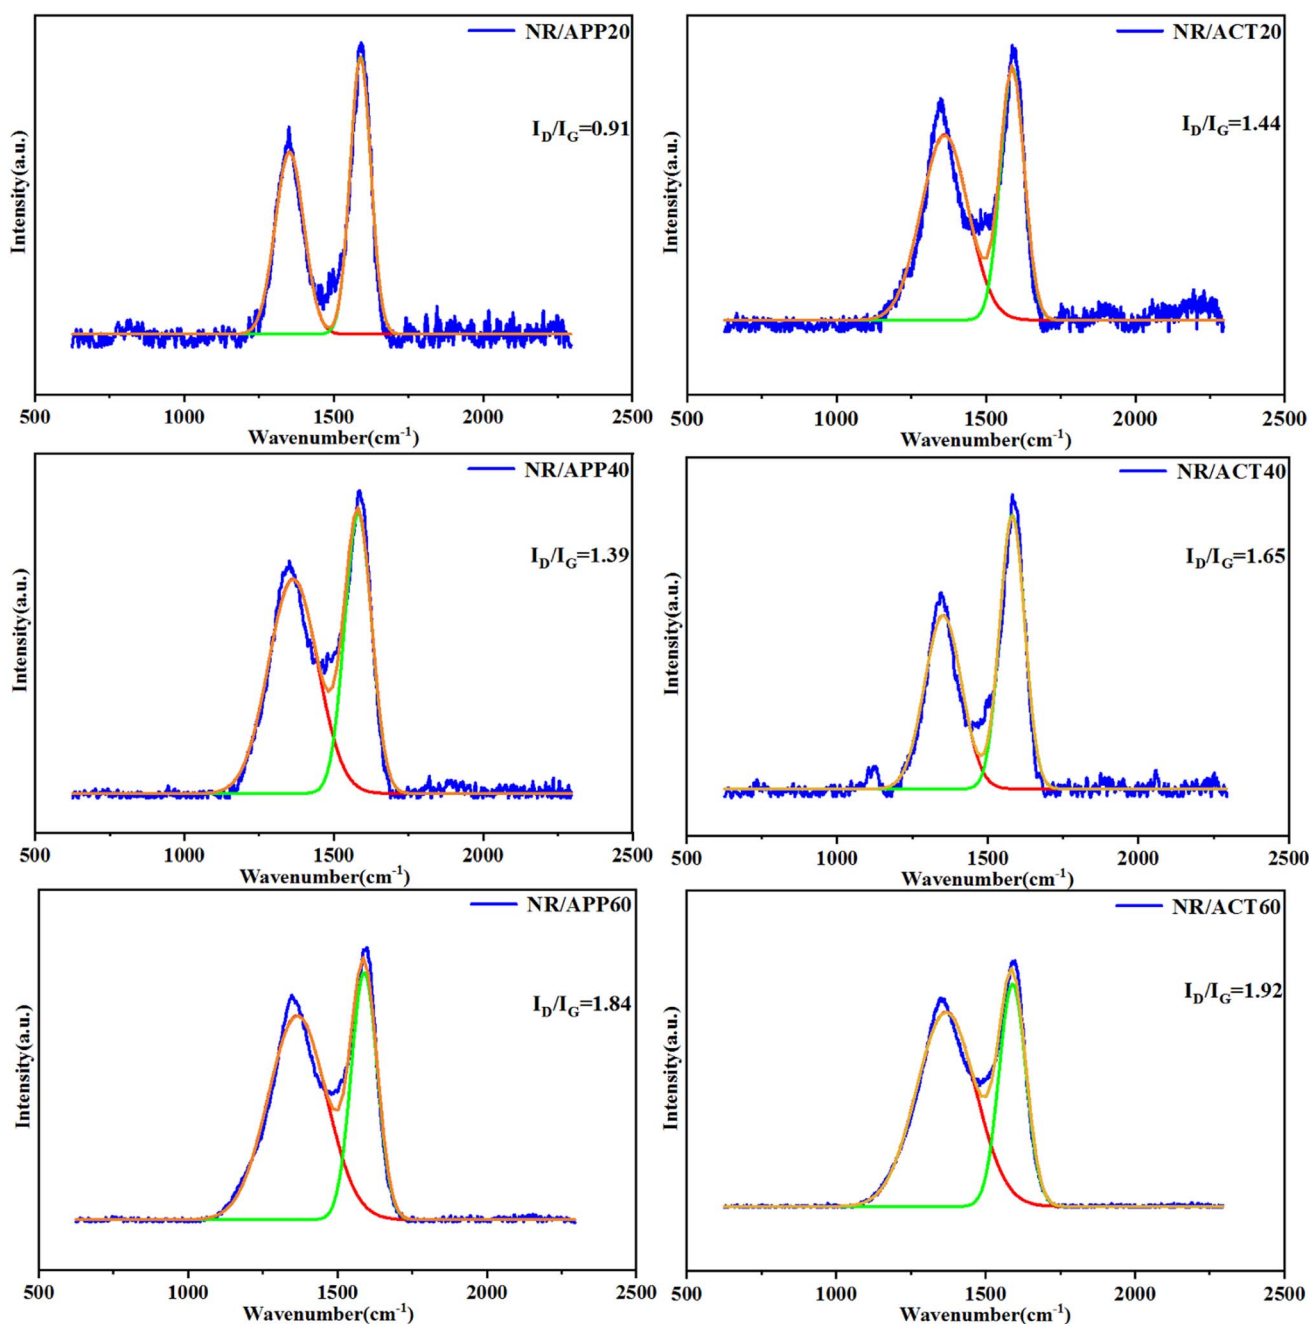 NR/APP20
I_D/I_G=0.91
Intensity(a.u.)
500 1000 1500 2000 2500
Wavenumber(cm⁻¹)
NR/ACT20
I_D/I_G=1.44
Intensity(a.u.)
500 1000 1500 2000 2500
Wavenumber(cm⁻¹)
NR/APP40
I_D/I_G=1.39
Intensity(a.u.)
500 1000 1500 2000 2500
Wavenumber(cm⁻¹)
NR/ACT40
I_D/I_G=1.65
Intensity(a.u.)
500 1000 1500 2000 2500
Wavenumber(cm⁻¹)
NR/APP60
I_D/I_G=1.84
Intensity(a.u.)
500 1000 1500 2000 2500
Wavenumber(cm⁻¹)
NR/ACT60
I_D/I_G=1.92
Intensity(a.u.)
500 1000 1500 2000 2500
Wavenumber(cm⁻¹)